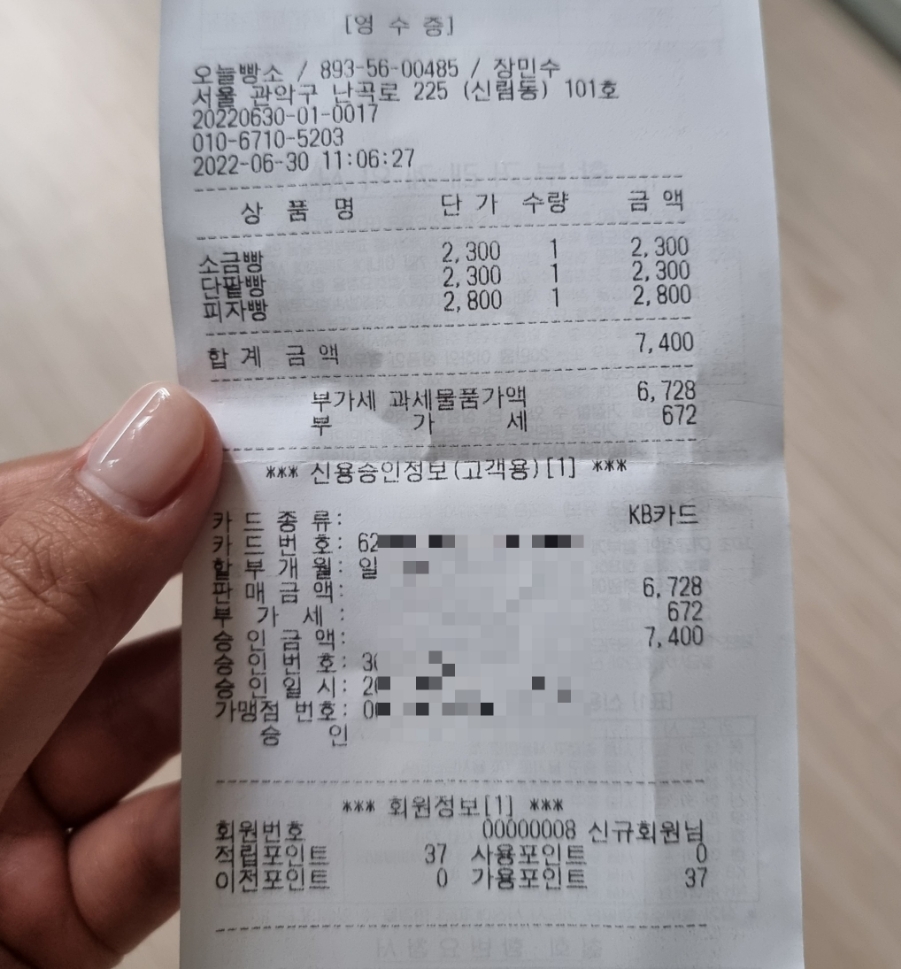 [영 수 증]
오늘빵소 / 893-56-00485 / 장민수
서울 관악구 난곡로 225 (신림동) 101호
20220630-01-0017
010-6710-5203
2022-06-30 11:06:27
상 품 명 단 가 수량 금 액
소금빵 2,300 1 2,300
단팥빵 2,300 1 2,300
피자빵 2,800 1 2,800
합 계 금 액 7,400
부가세 과세물품가액 6,728
부 가 세 672
*** 신용승인정보(고객용)[1] ***
카 드 종 류: KB카드
카 드 번 호: 62
할 부 개 월: 일
판 매 금 액: 6,728
부 가 세 : 672
승 인 금 액: 7,400
승 인 번 호: 30
승 인 일 시: 20
가맹점 번호: 0
승 인
*** 회원정보[1] ***
회원번호 00000008 신규회원님
적립포인트 37 사용포인트 0
이전포인트 0 가용포인트 37